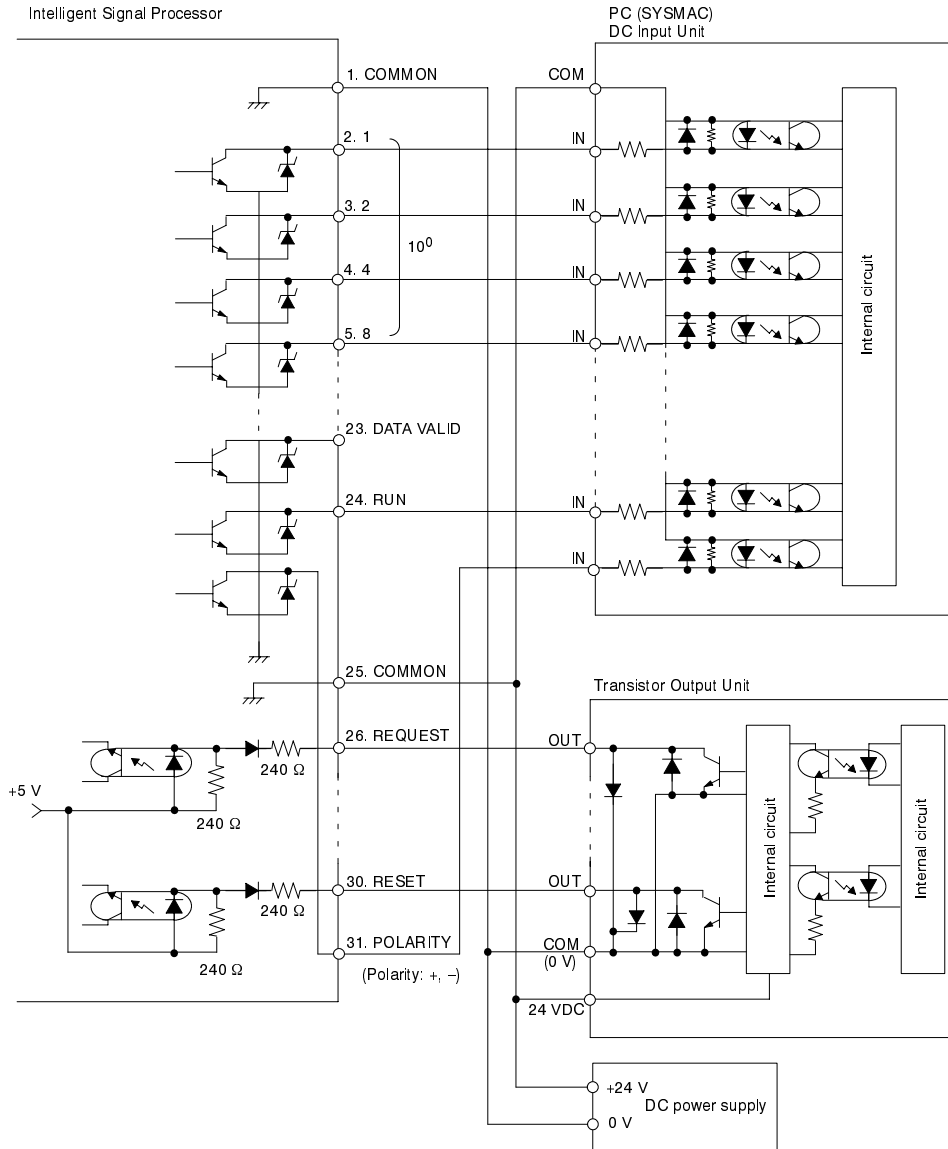 Intelligent Signal Processor
PC (SYSMAC)
DC Input Unit
1. COMMON
COM
2. 1
IN
3. 2
IN
10⁰
4. 4
IN
5. 8
IN
Internal circuit
23. DATA VALID
24. RUN
IN
IN
25. COMMON
Transistor Output Unit
26. REQUEST
OUT
240 Ω
+5 V
240 Ω
Internal circuit
Internal circuit
30. RESET
OUT
240 Ω
31. POLARITY
COM
(0 V)
240 Ω
(Polarity: +, –)
24 VDC
+24 V
DC power supply
0 V